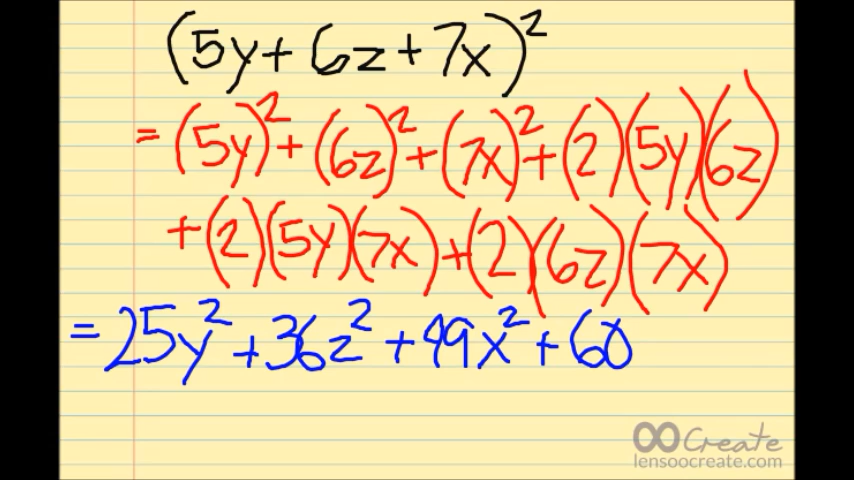 (5y+6z+7x)²
=(5y)²+(6z)²+(7x)²+(2)(5y)(6z)
+(2)(5y)(7x)+(2)(6z)(7x)
=25y²+36z²+49x²+60
Create
lensoocreate.com